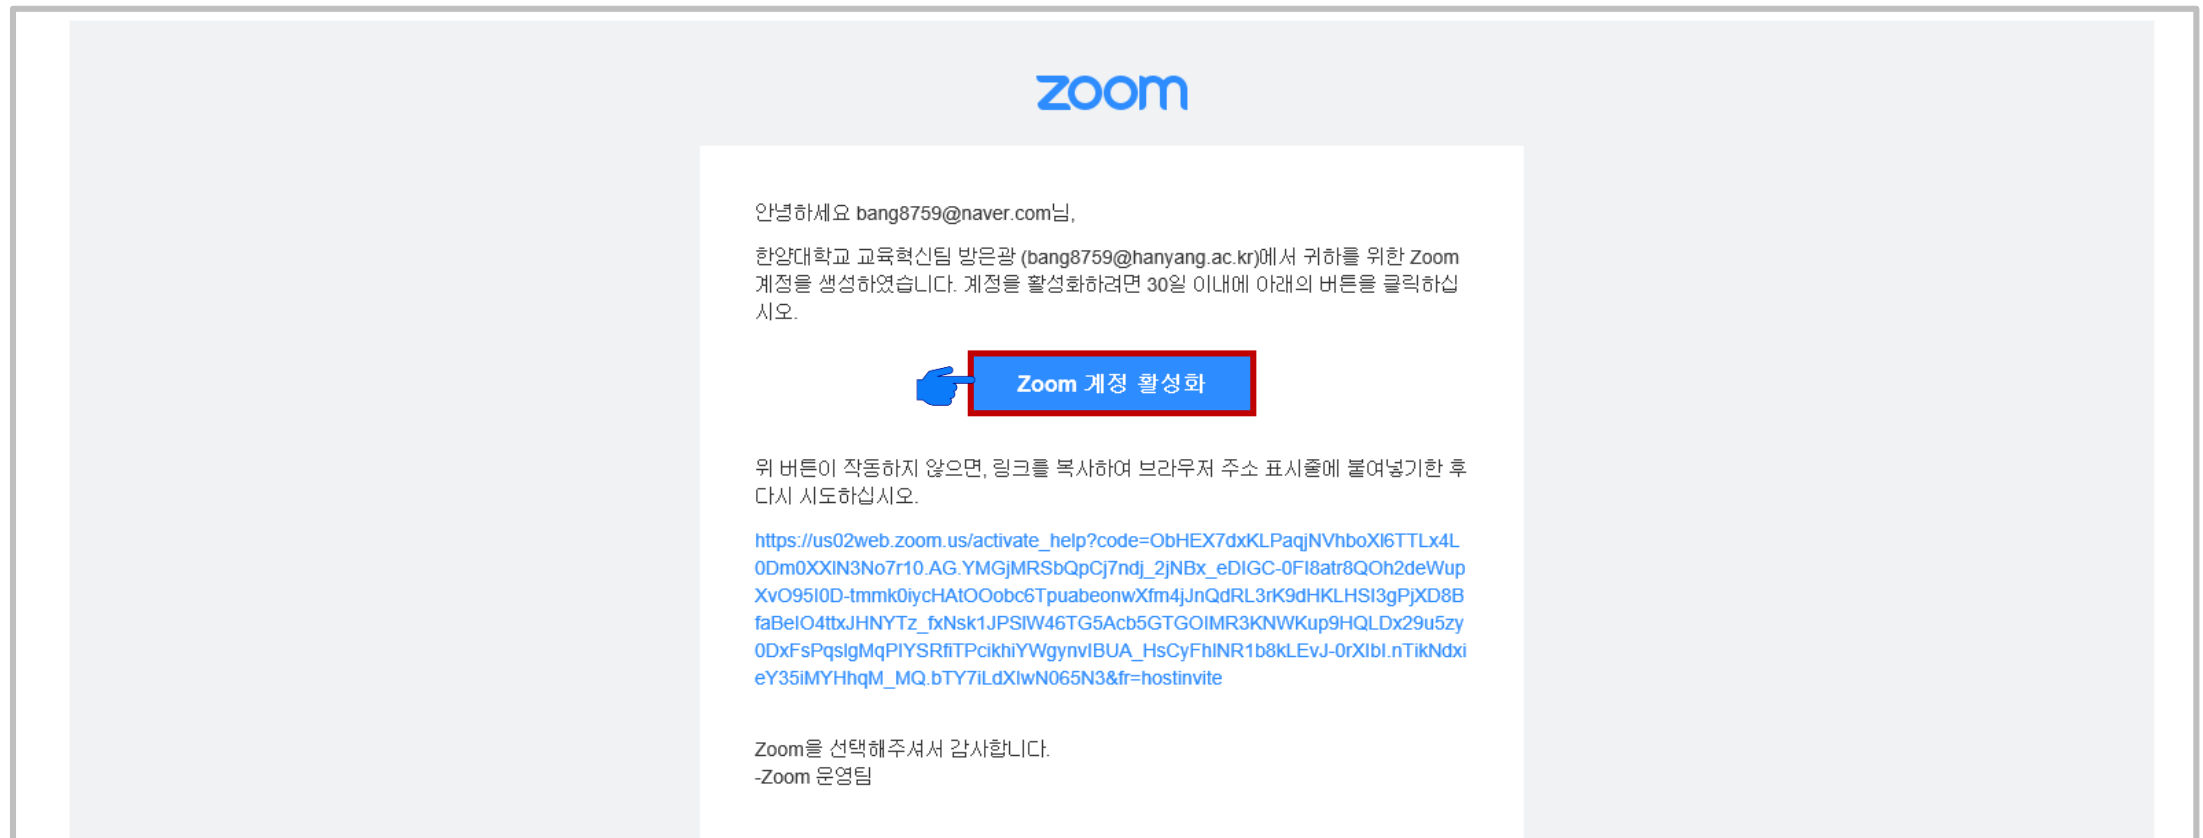 zoom
안녕하세요 bang8759@naver.com님,
한양대학교 교육혁신팀 방은광 (bang8759@hanyang.ac.kr)에서 귀하를 위한 Zoom
계정을 생성하였습니다. 계정을 활성화하려면 30일 이내에 아래의 버튼을 클릭하십
시오.
Zoom 계정 활성화
위 버튼이 작동하지 않으면, 링크를 복사하여 브라우저 주소 표시줄에 붙여넣기한 후
다시 시도하십시오.
https://us02web.zoom.us/activate_help?code=ObHEX7dxKLPaqjNVhboXl6TTLx4L
0Dm0XXlN3No7r10.AG.YMGjMRSbQpCj7ndj_2jNBx_eDIGC-0FI8atr8QOh2deWup
XvO95I0D-tmmk0iycHAtOOobc6TpuabeonwXfm4jJnQdRL3rK9dHKLHSI3gPjXD8B
faBeIO4ttxJHNYTz_fxNsk1JPSlW46TG5Acb5GTGOIMR3KNWKup9HQLDx29u5zy
0DxFsPqslgMqPIYSRfiTPcikhiYWgynvIBUA_HsCyFhlNR1b8kLEvJ-0rXIbI.nTikNdxi
eY35iMYHhqM_MQ.bTY7iLdXIwN065N3&fr=hostinvite
Zoom을 선택해주셔서 감사합니다.
-Zoom 운영팀